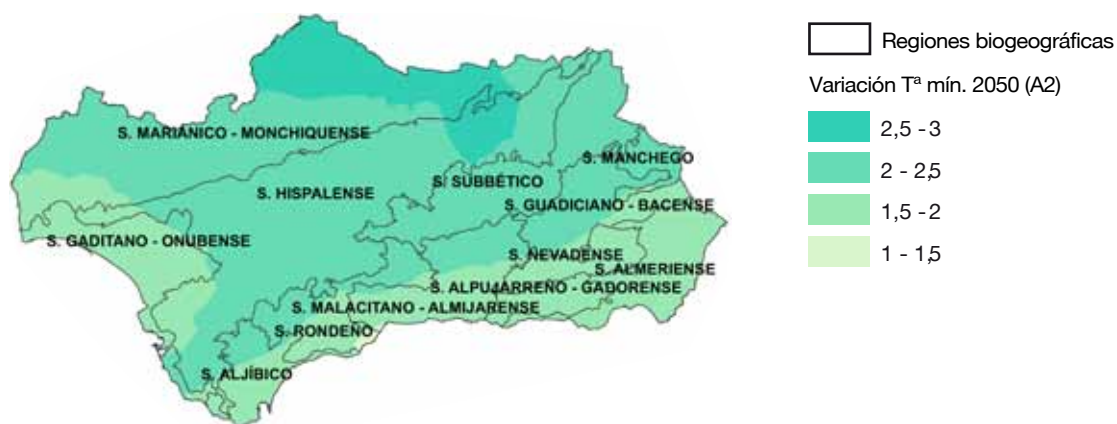 Regiones biogeográficas
Variación Tª mín. 2050 (A2)
2,5 - 3
2 - 2,5
1,5 - 2
1 - 1,5
S. MARIÁNICO - MONCHIQUENSE
S. MANCHEGO
S. SUBBÉTICO
S. HISPALENSE
S. GUADICIANO - BACENSE
S. GADITANO - ONUBENSE
S. NEVADENSE
S. ALMERIENSE
S. ALPUJARREÑO - GADORENSE
S. MALACITANO - ALMIJARENSE
S. RONDEÑO
S. ALJÍBICO